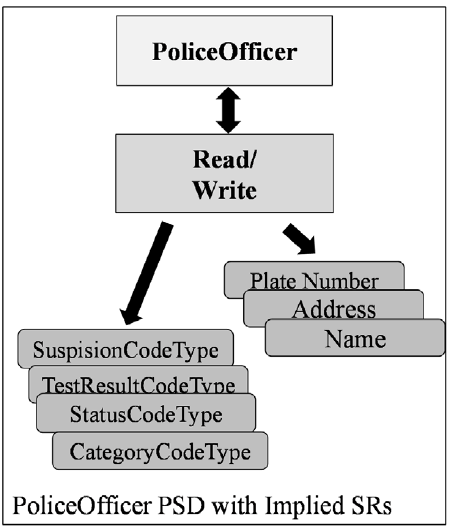 PoliceOfficer
Read/
Write
Plate Number
Address
Name
SuspisionCodeType
TestResultCodeType
StatusCodeType
CategoryCodeType
PoliceOfficer PSD with Implied SRs